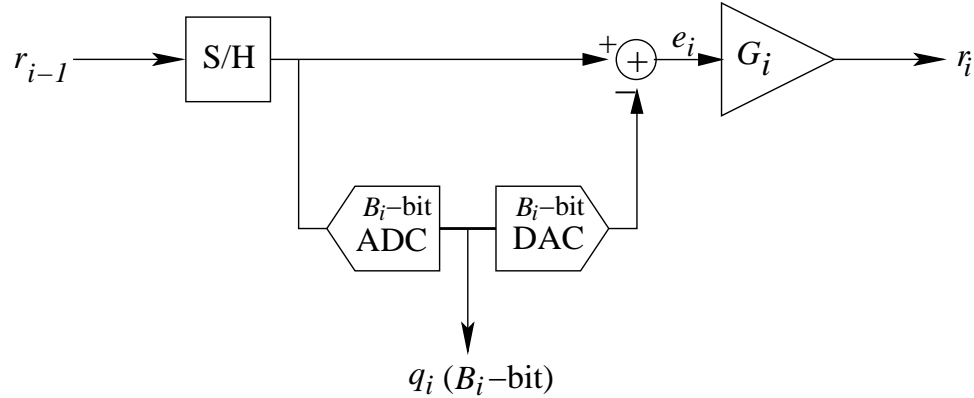 r_{i-1} S/H + + − e_i G_i r_i
B_i-bit ADC
B_i-bit DAC
q_i (B_i-bit)